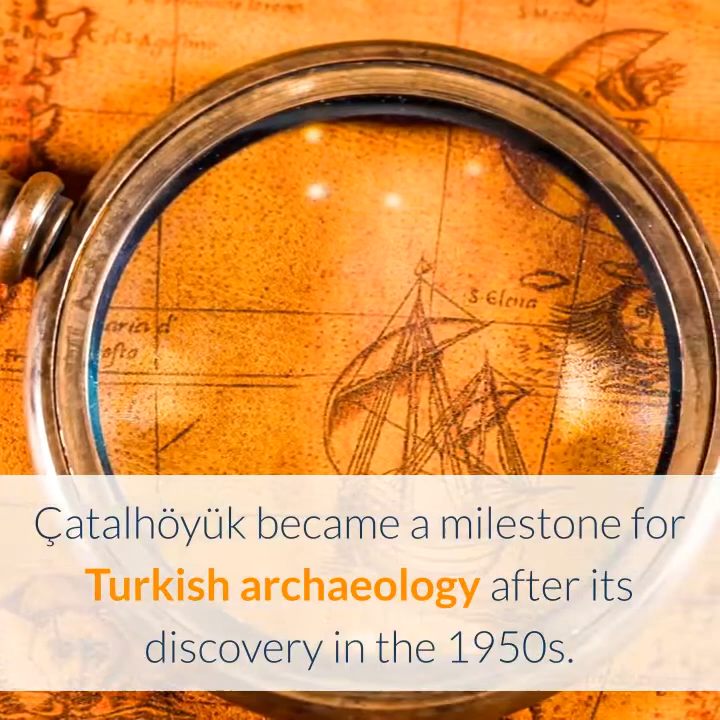 S. Elena
Çatalhöyük became a milestone for
Turkish archaeology after its
discovery in the 1950s.